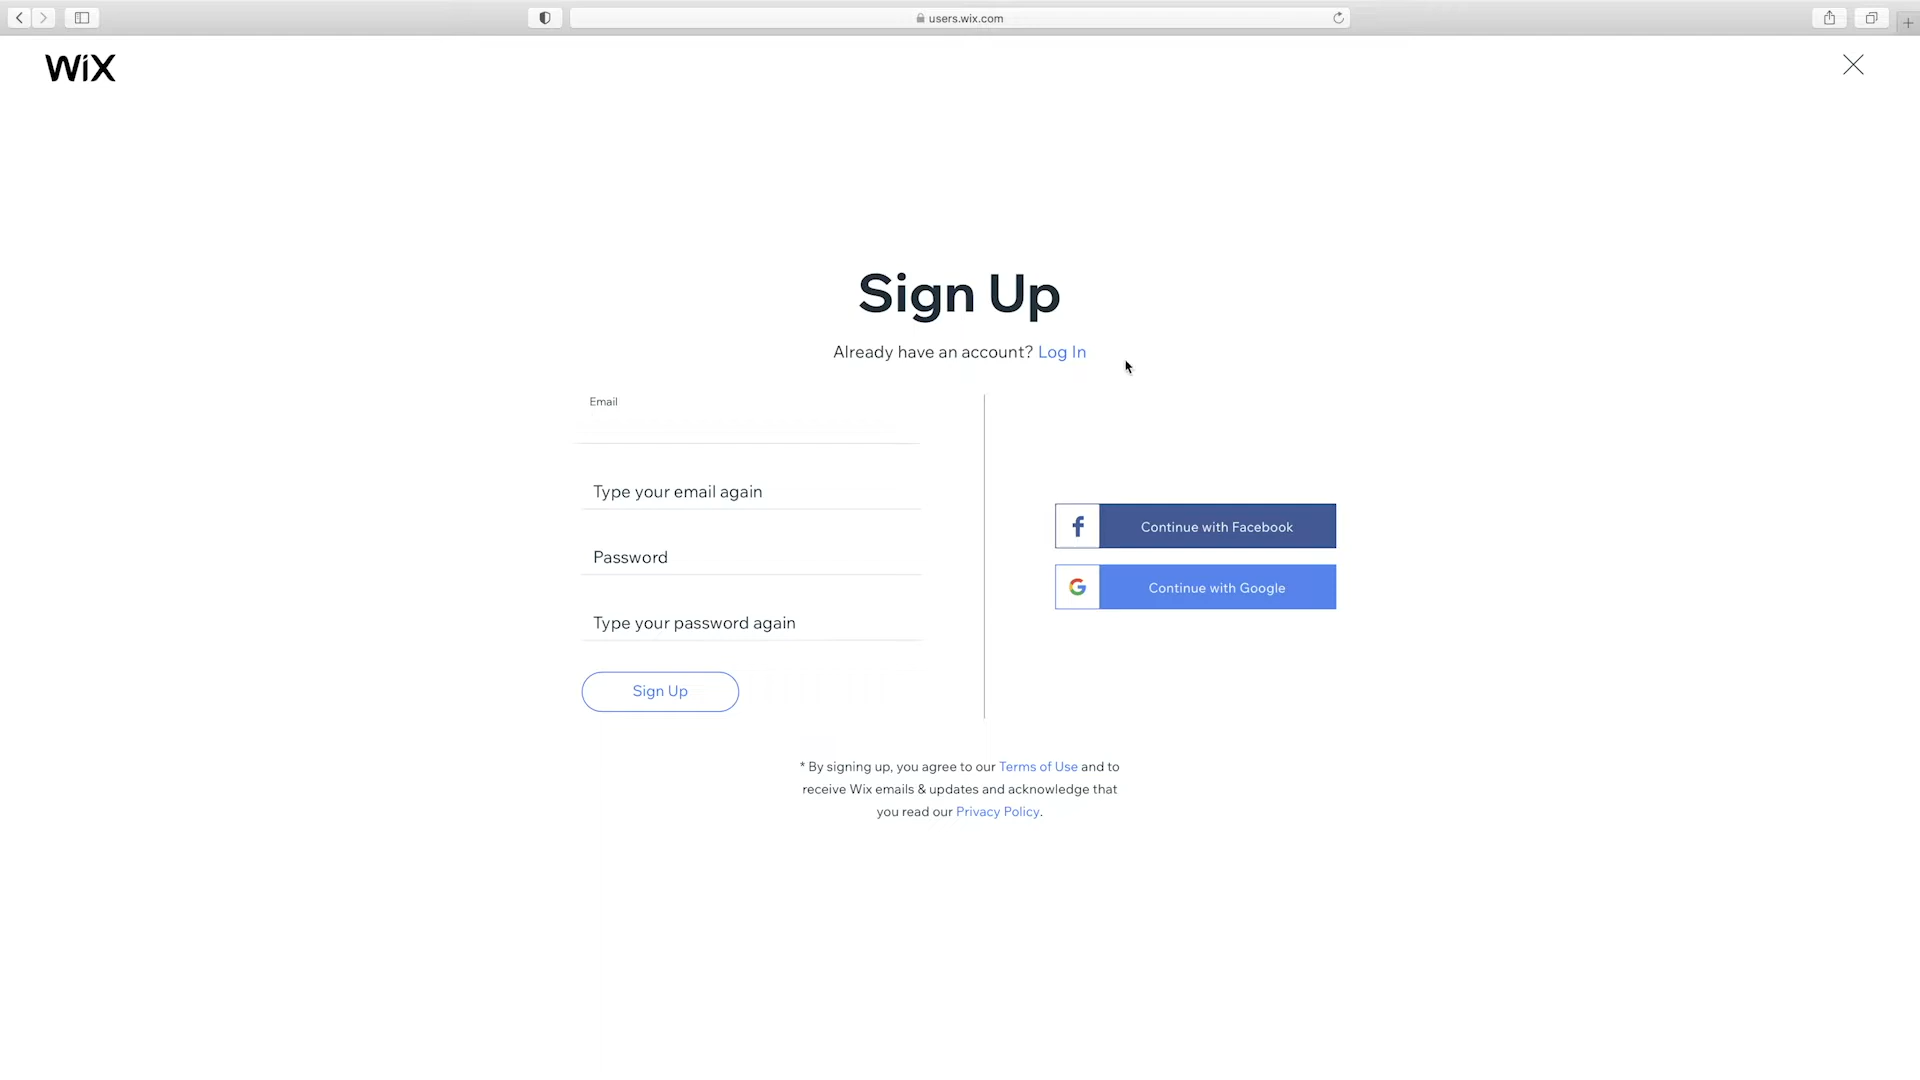 users.wix.com
WiX
Sign Up
Already have an account? Log In
Email
Type your email again
Password
Type your password again
Sign Up
f Continue with Facebook
G Continue with Google
* By signing up, you agree to our Terms of Use and to
receive Wix emails & updates and acknowledge that
you read our Privacy Policy.